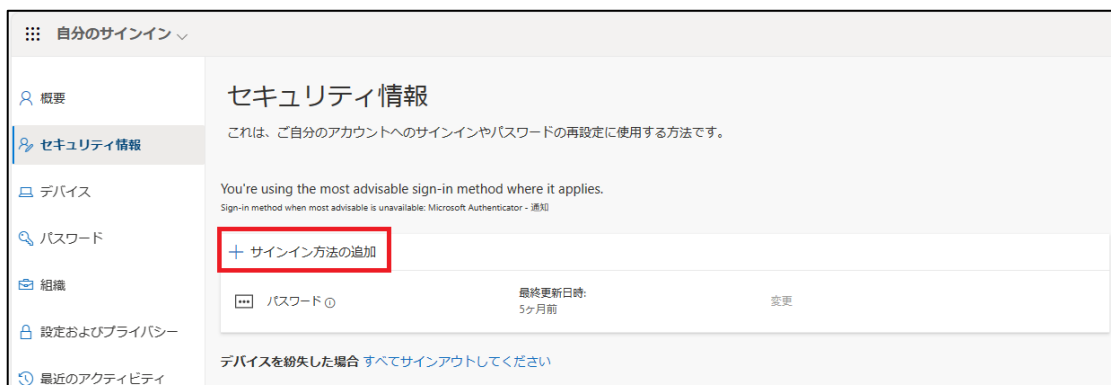 自分のサインイン
概要
セキュリティ情報
デバイス
パスワード
組織
設定およびプライバシー
最近のアクティビティ
セキュリティ情報
これは、ご自分のアカウントへのサインインやパスワードの再設定に使用する方法です。
You're using the most advisable sign-in method where it applies.
Sign-in method when most advisable is unavailable: Microsoft Authenticator - 通知
+ サインイン方法の追加
パスワード
最終更新日時:
5ヶ月前
変更
デバイスを紛失した場合 すべてサインアウトしてください